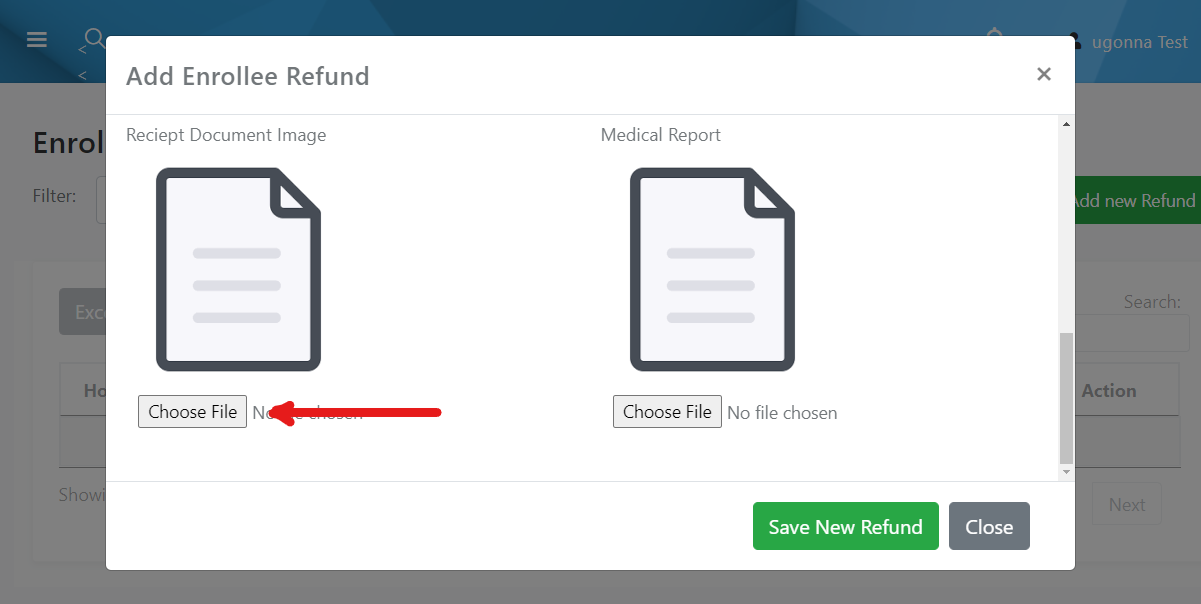 <
<
ugonna Test
Add Enrollee Refund
×
Enrol
Filter:
Add new Refund
Reciept Document Image
Medical Report
Exc
Search:
Ho
Action
Choose File
No file chosen
Choose File
No file chosen
Showi
Next
Save New Refund
Close